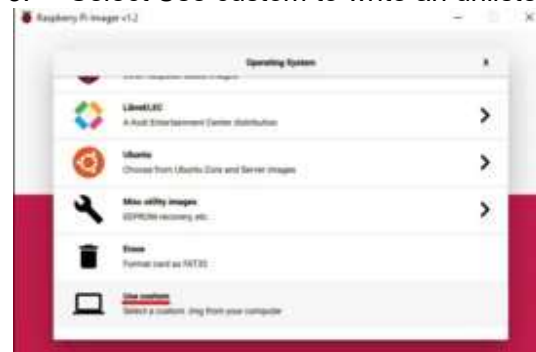 Select Use custom to write an unliste
Raspberry Pi Imager v1.2
Operating System
X
LibreELEC
A Kodi Entertainment Center distribution
Ubuntu
Choose from Ubuntu Core and Server images
Misc utility images
EEPROM recovery, etc.
Erase
Format card as FAT32
Use custom
Select a custom .img from your computer